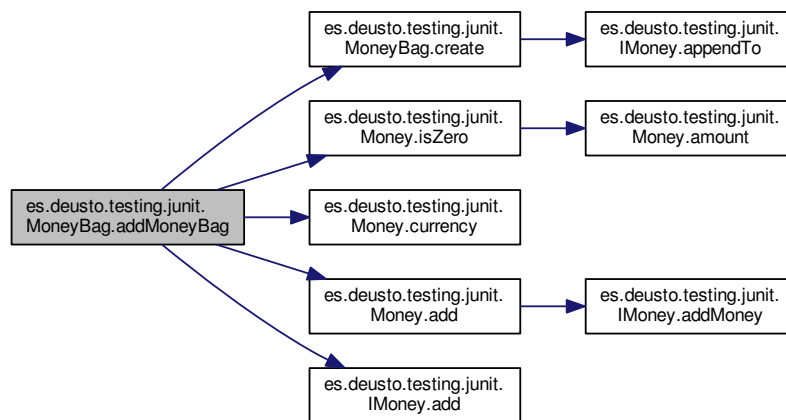 es.deusto.testing.junit.
MoneyBag.addMoneyBag
es.deusto.testing.junit.
MoneyBag.create
es.deusto.testing.junit.
IMoney.appendTo
es.deusto.testing.junit.
Money.isZero
es.deusto.testing.junit.
Money.amount
es.deusto.testing.junit.
Money.currency
es.deusto.testing.junit.
Money.add
es.deusto.testing.junit.
IMoney.addMoney
es.deusto.testing.junit.
IMoney.add